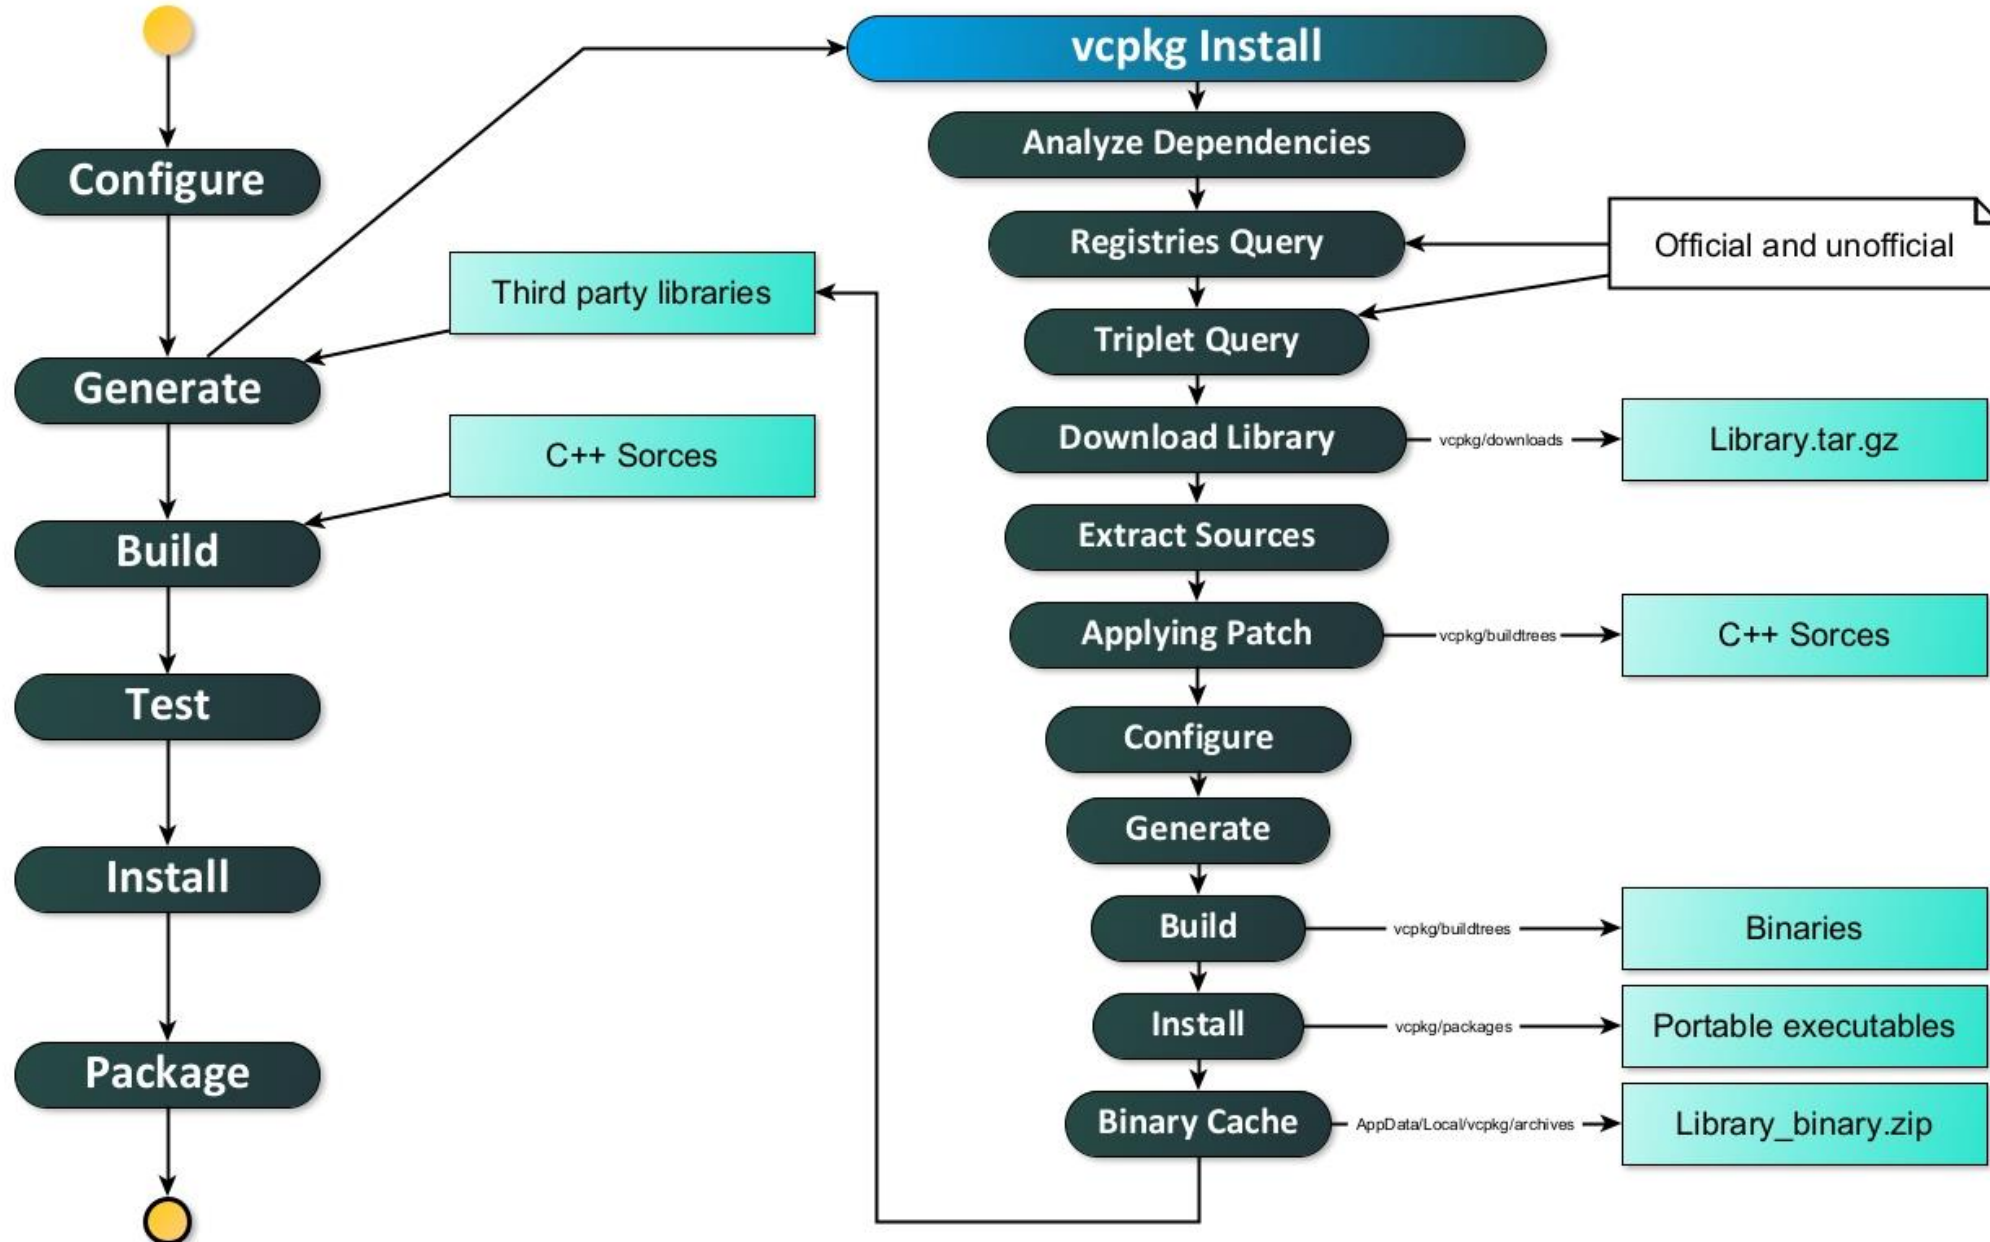 vcpkg Install
Configure
Analyze Dependencies
Registries Query
Official and unofficial
Third party libraries
Triplet Query
Generate
Download Library
vcpkg/downloads
Library.tar.gz
C++ Sorces
Extract Sources
Build
Applying Patch
vcpkg/buildtrees
C++ Sorces
Test
Configure
Generate
Install
Build
vcpkg/buildtrees
Binaries
Install
vcpkg/packages
Portable executables
Package
Binary Cache
AppData/Local/vcpkg/archives
Library_binary.zip